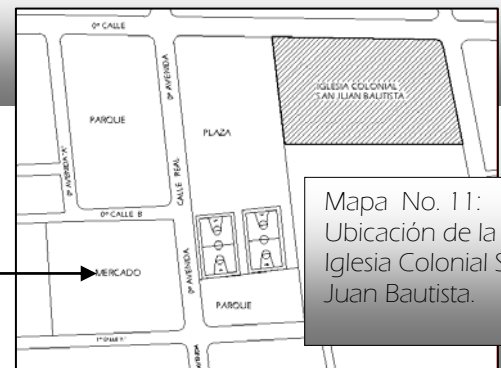 0ª CALLE
IGLESIA COLONIAL
SAN JUAN BAUTISTA
0ª AVENIDA
PARQUE
PLAZA
0ª AVENIDA "A"
CALLE REAL
0ª CALLE B
MERCADO
0ª AVENIDA
PARQUE
Mapa No. 11:
Ubicación de la
Iglesia Colonial S
Juan Bautista.